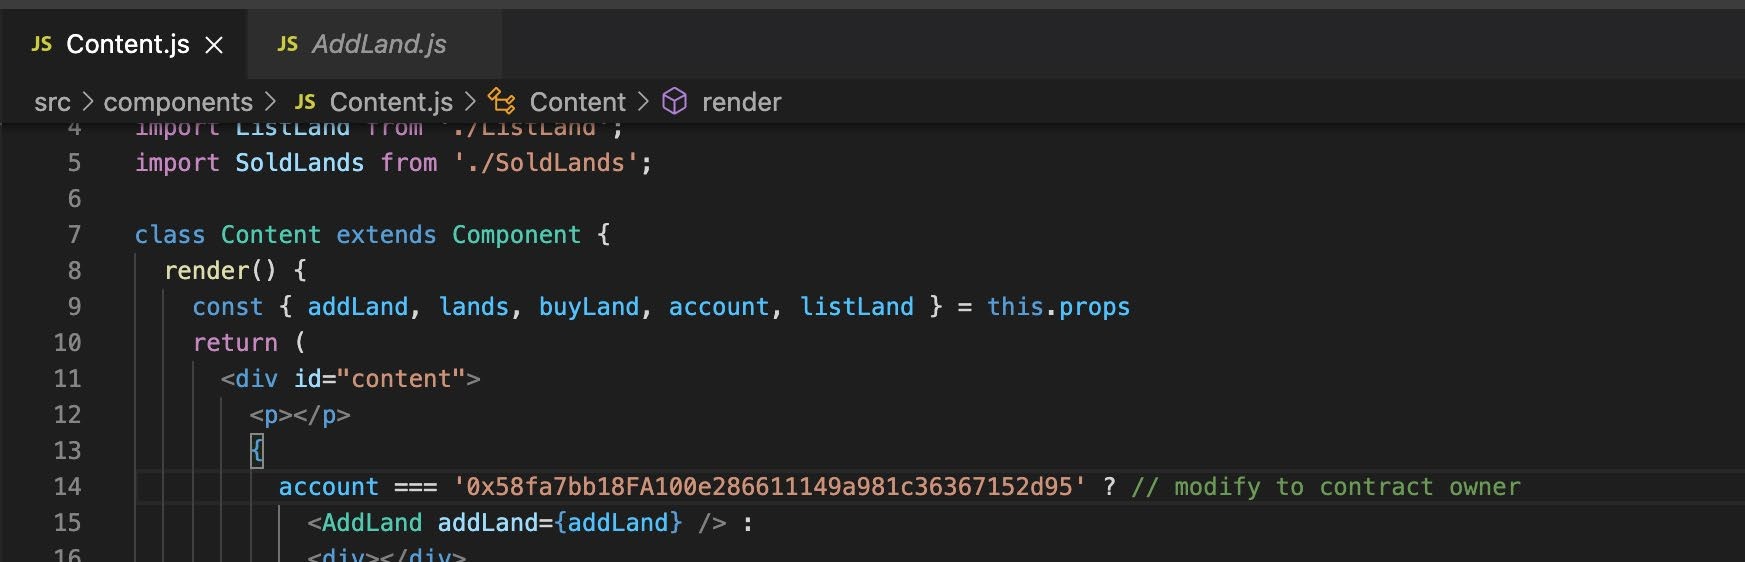 JS Content.js ×
JS AddLand.js
src > components > JS Content.js > Content > render
4 import ListLand from './ListLand';
5 import SoldLands from './SoldLands';
6
7 class Content extends Component {
8 render() {
9 const { addLand, lands, buyLand, account, listLand } = this.props
10 return (
11 <div id="content">
12 <p></p>
13 {
14 account === '0x58fa7bb18FA100e286611149a981c36367152d95' ? // modify to contract owner
15 <AddLand addLand={addLand} /> :
16 <div></div>